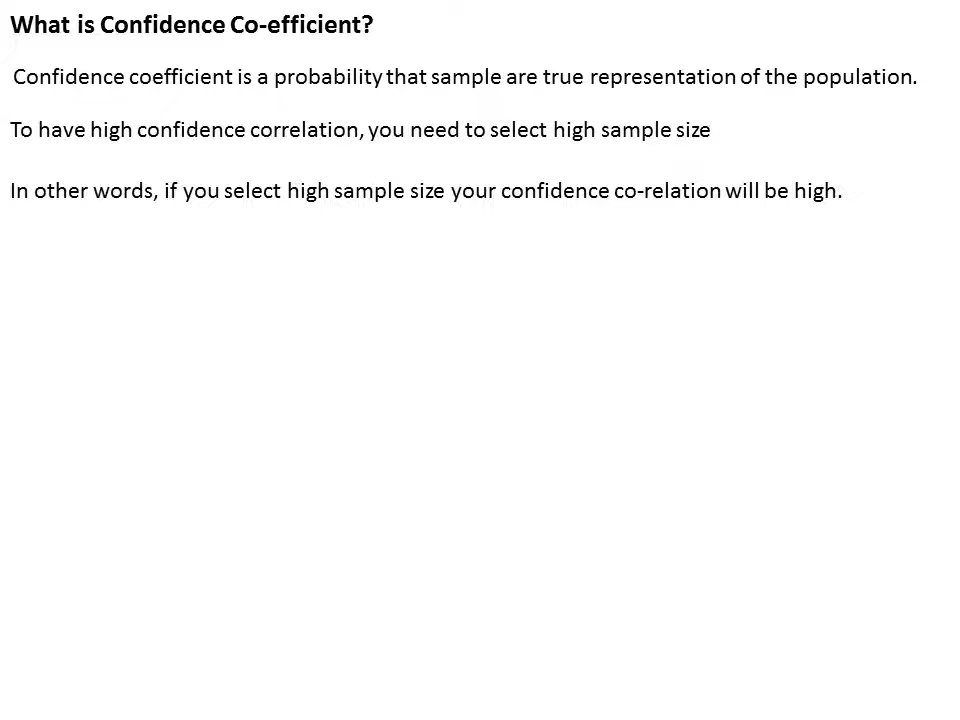 What is Confidence Co-efficient?
Confidence coefficient is a probability that sample are true representation of the population.
To have high confidence correlation, you need to select high sample size
In other words, if you select high sample size your confidence co-relation will be high.